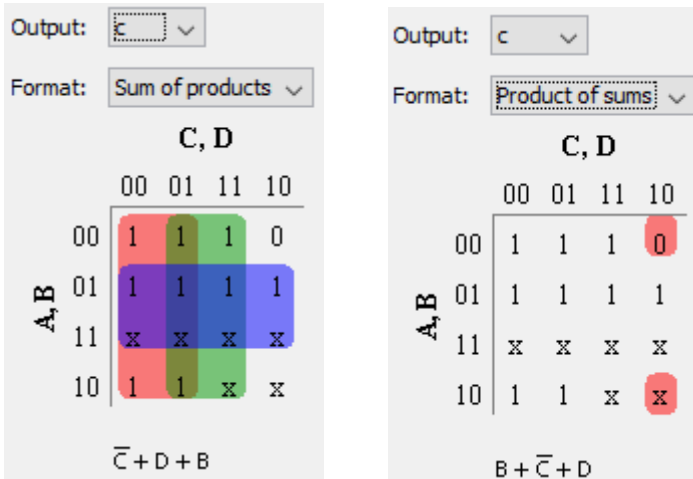 Output: c
Format: Sum of products
C, D
00 01 11 10
00 1 1 1 0
A, B
01 1 1 1 1
11 x x x x
10 1 1 x x
C̅ + D + B
Output: c
Format: Product of sums
C, D
00 01 11 10
00 1 1 1 0
A, B
01 1 1 1 1
11 x x x x
10 1 1 x x
B + C̅ + D